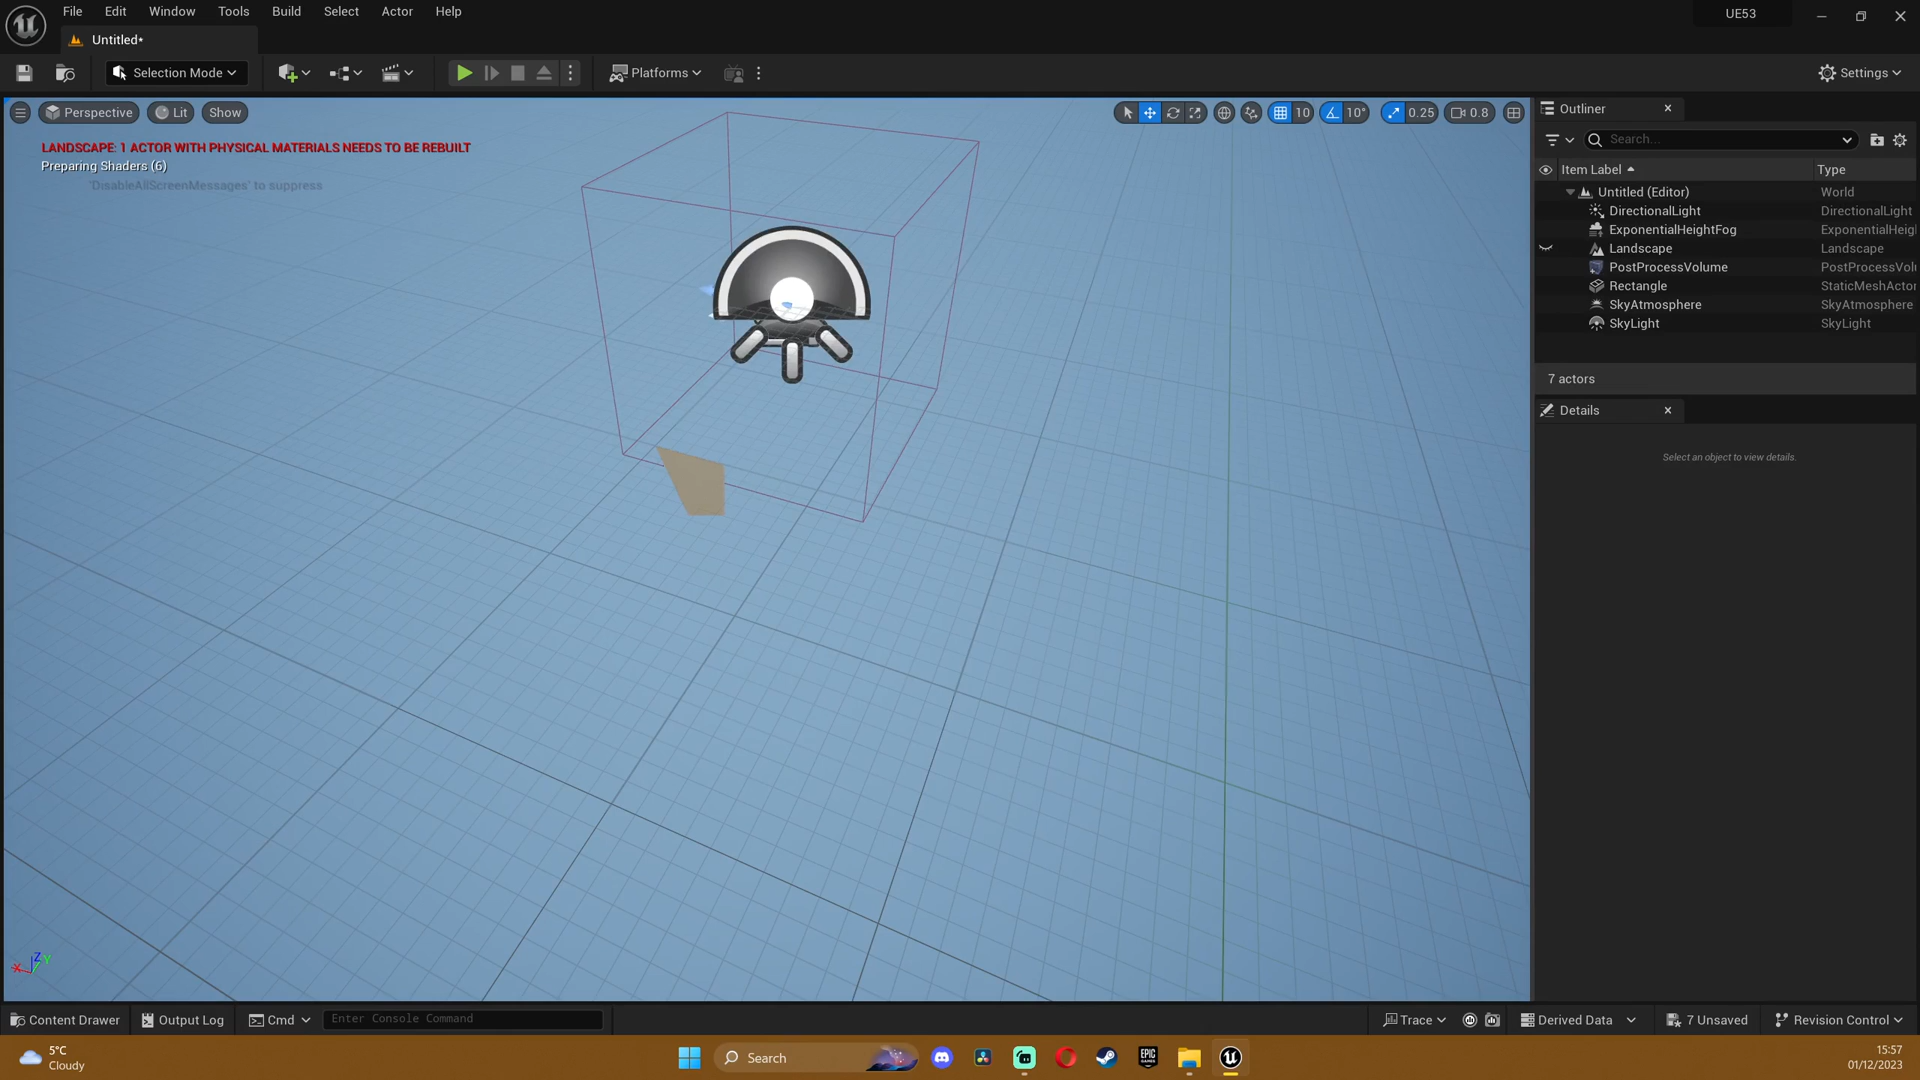 File Edit Window Tools Build Select Actor Help
UE53
Untitled*
Selection Mode
Platforms
Settings
Perspective Lit Show
10 10° 0.25 0.8
LANDSCAPE: 1 ACTOR WITH PHYSICAL MATERIALS NEEDS TO BE REBUILT
Preparing Shaders (6)
'DisableAllScreenMessages' to suppress
Outliner
Search...
Item Label Type
Untitled (Editor) World
DirectionalLight DirectionalLight
ExponentialHeightFog ExponentialHeig
Landscape Landscape
PostProcessVolume PostProcessVolu
Rectangle StaticMeshActor
SkyAtmosphere SkyAtmosphere
SkyLight SkyLight
7 actors
Details
Select an object to view details.
X Z Y
Content Drawer Output Log Cmd Enter Console Command
Trace Derived Data 7 Unsaved Revision Control
5°C
Cloudy
Search
EPIC
GAMES
15:57
01/12/2023